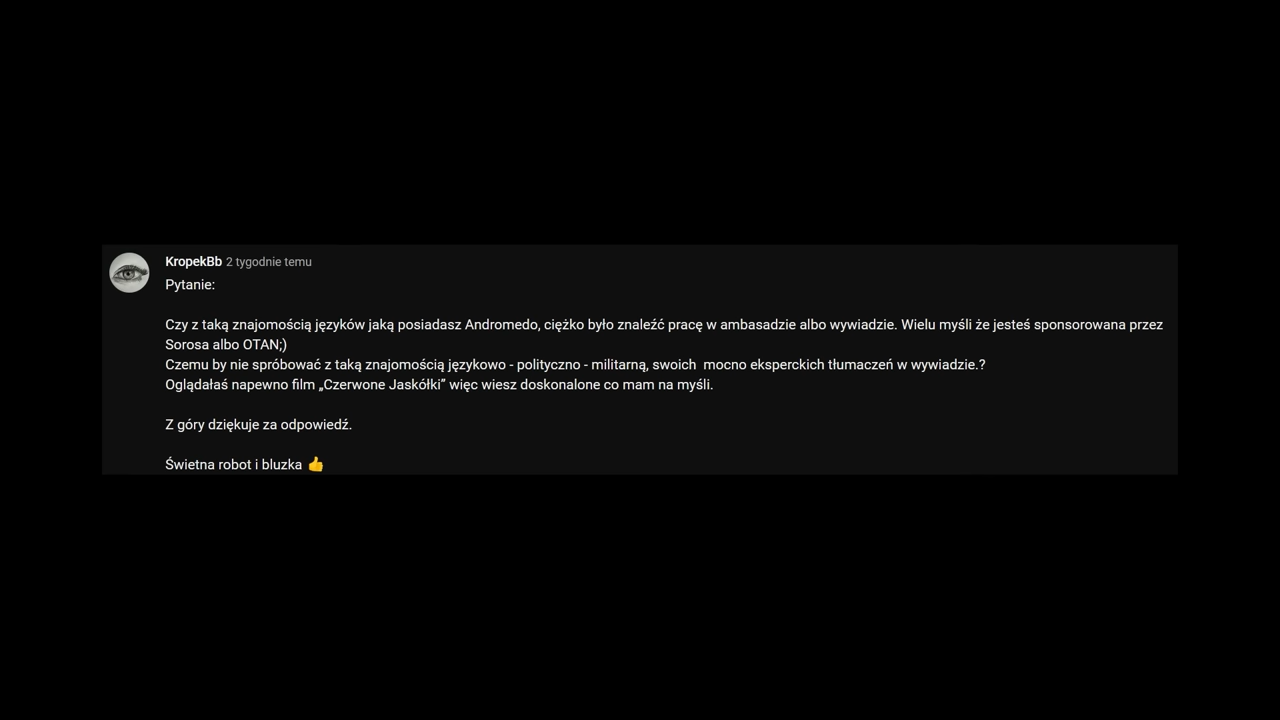 KropekBb 2 tygodnie temu
Pytanie:
Czy z taką znajomością języków jaką posiadasz Andromedo, ciężko było znaleźć pracę w ambasadzie albo wywiadzie. Wielu myśli że jesteś sponsorowana przez
Sorosa albo OTAN;)
Czemu by nie spróbować z taką znajomością językowo - polityczno - militarną, swoich  mocno eksperckich tłumaczeń w wywiadzie.?
Oglądałaś napewno film „Czerwone Jaskółki” więc wiesz doskonalone co mam na myśli.
Z góry dziękuje za odpowiedź.
Świetna robot i bluzka 👍